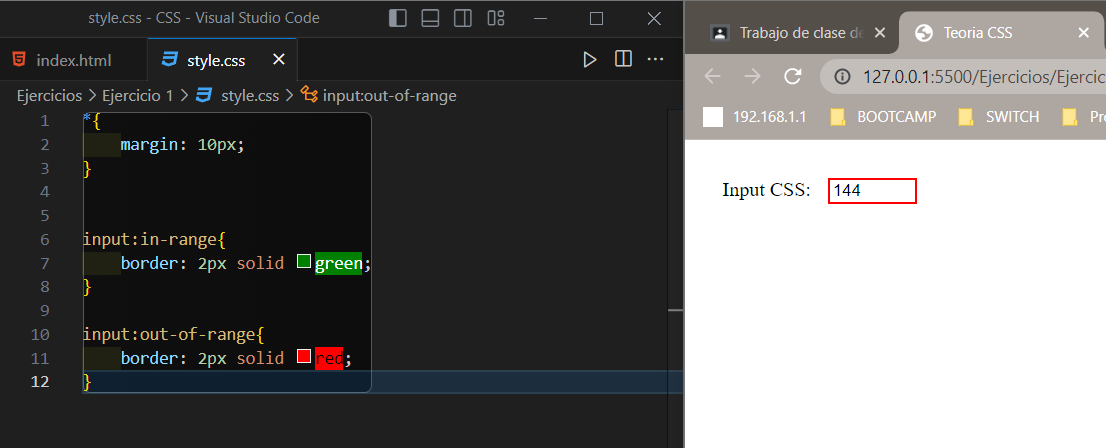 style.css - CSS - Visual Studio Code
index.html
style.css
Ejercicios > Ejercicio 1 > style.css > input:out-of-range
1 *{
2 margin: 10px;
3 }
4
5
6 input:in-range{
7 border: 2px solid green;
8 }
9
10 input:out-of-range{
11 border: 2px solid red;
12 }
Trabajo de clase de
Teoria CSS
127.0.0.1:5500/Ejercicios/Ejercic
192.168.1.1
BOOTCAMP
SWITCH
Pr
Input CSS: 144